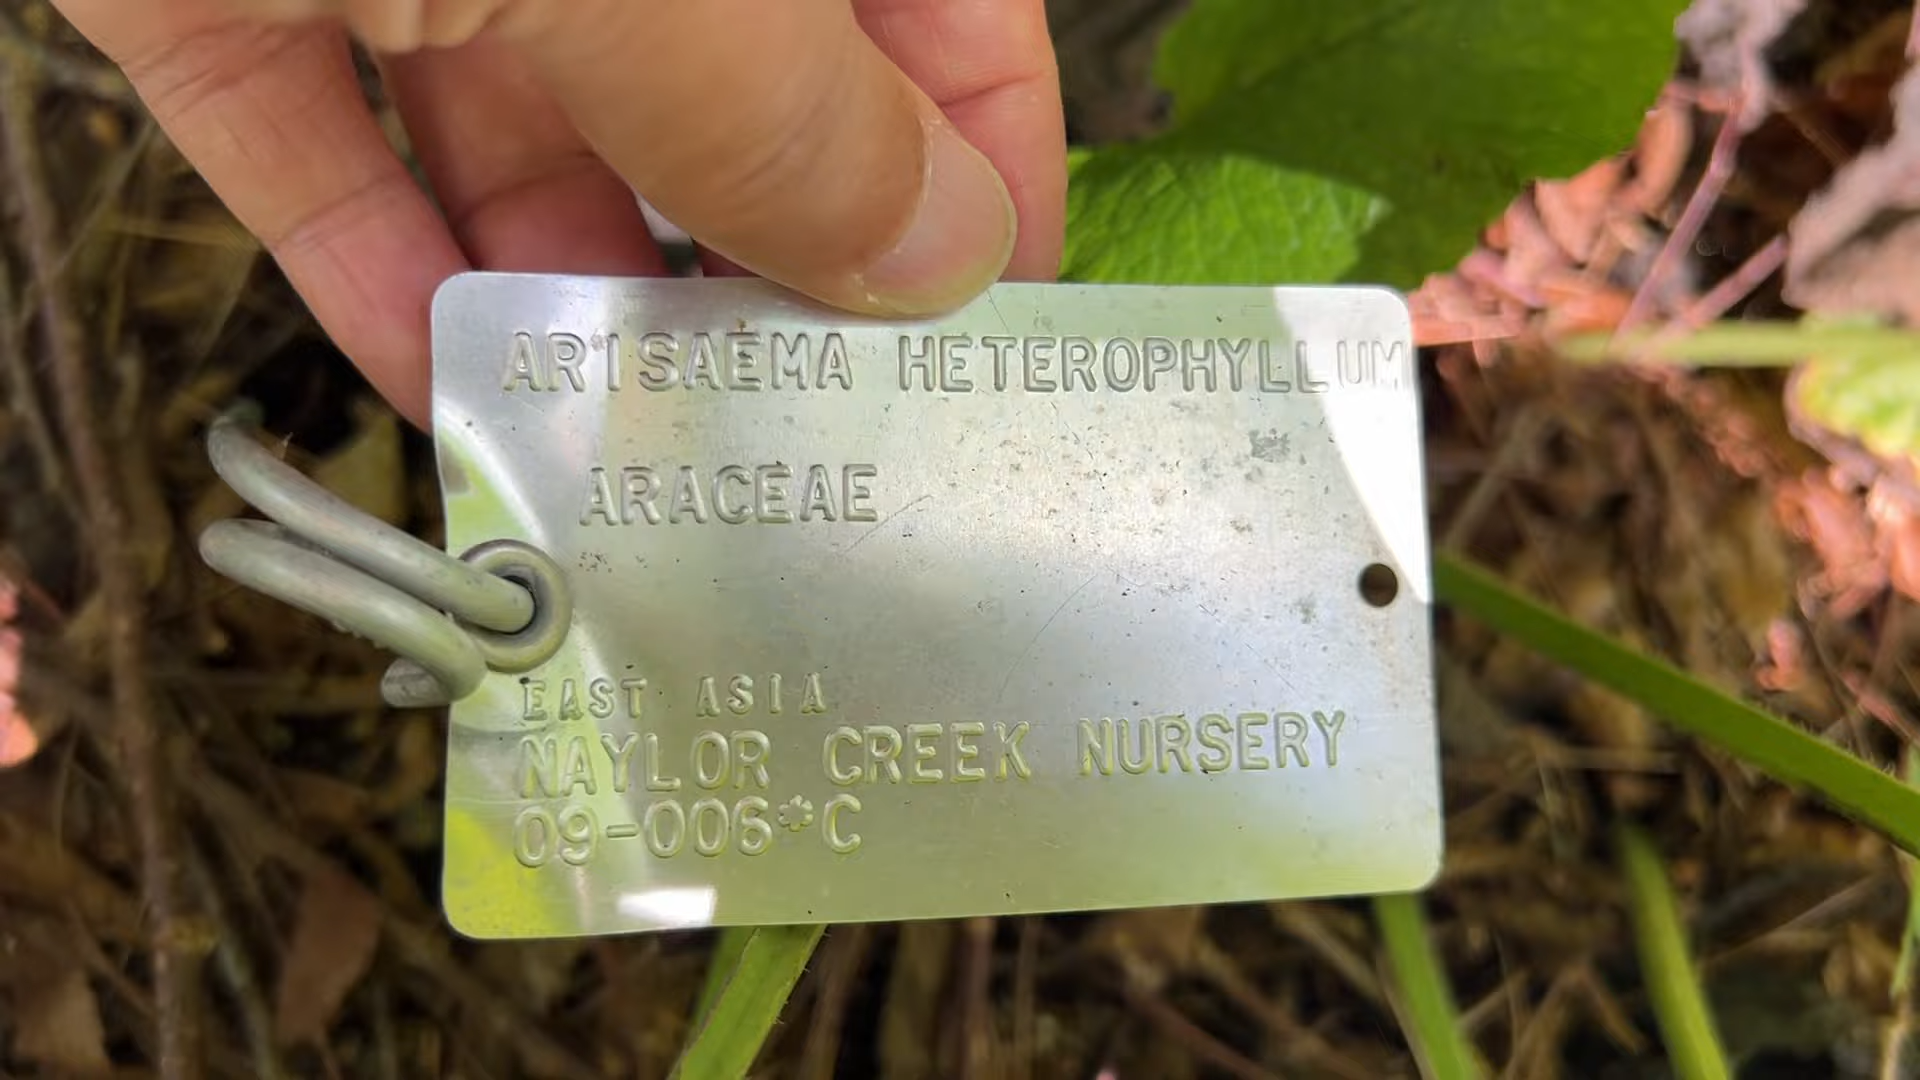 ARISAEMA HETEROPHYLLUM
ARACEAE
EAST ASIA
NAYLOR CREEK NURSERY
09-006*C